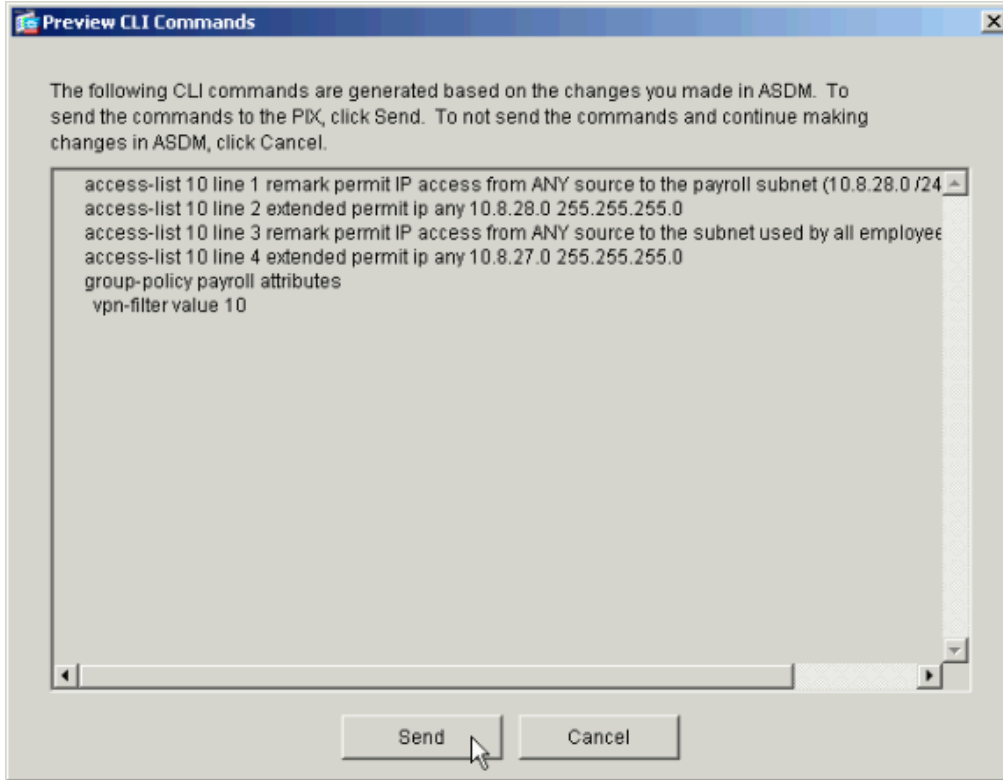 Preview CLI Commands
The following CLI commands are generated based on the changes you made in ASDM. To
send the commands to the PIX, click Send. To not send the commands and continue making
changes in ASDM, click Cancel.
access-list 10 line 1 remark permit IP access from ANY source to the payroll subnet (10.8.28.0 /24
access-list 10 line 2 extended permit ip any 10.8.28.0 255.255.255.0
access-list 10 line 3 remark permit IP access from ANY source to the subnet used by all employee
access-list 10 line 4 extended permit ip any 10.8.27.0 255.255.255.0
group-policy payroll attributes
vpn-filter value 10
Send Cancel